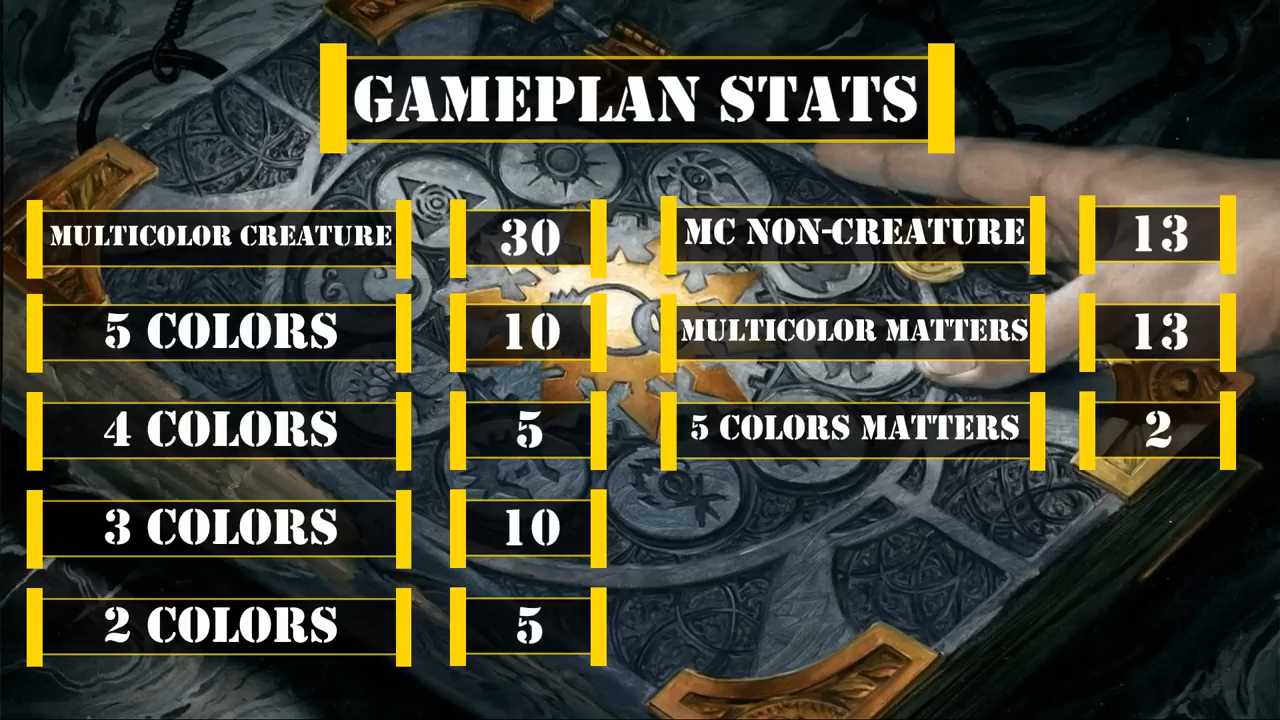 GAMEPLAN STATS
MULTICOLOR CREATURE 30
5 COLORS 10
4 COLORS 5
3 COLORS 10
2 COLORS 5
MC NON-CREATURE 13
MULTICOLOR MATTERS 13
5 COLORS MATTERS 2